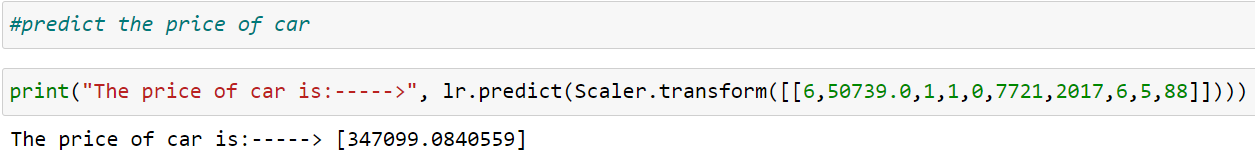 #predict the price of car
print("The price of car is:----->", lr.predict(Scaler.transform([[6,50739.0,1,1,0,7721,2017,6,5,88]])))
The price of car is:-----> [347099.0840559]